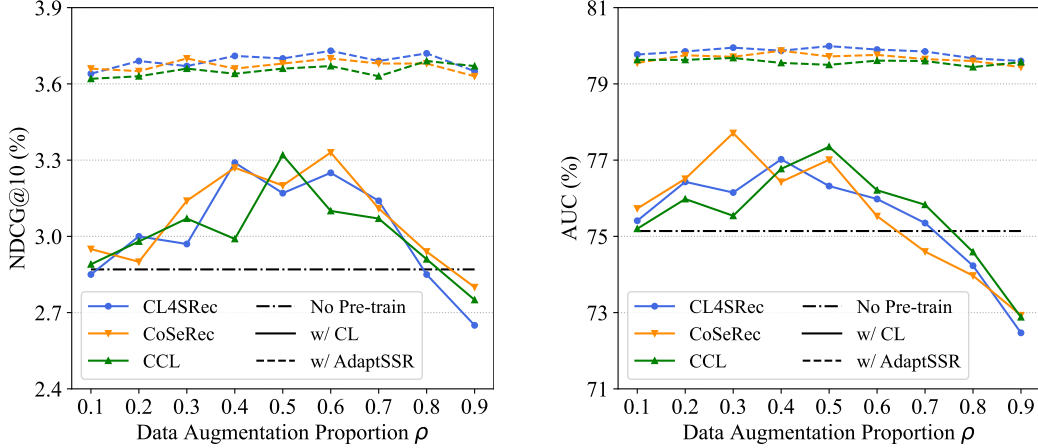 3.9
3.6
3.3
3.0
2.7
2.4
NDCG@10 (%)
CL4SRec
CoSeRec
CCL
No Pre-train
w/ CL
w/ AdaptSSR
0.1 0.2 0.3 0.4 0.5 0.6 0.7 0.8 0.9
Data Augmentation Proportion ρ
81
79
77
75
73
71
AUC (%)
CL4SRec
CoSeRec
CCL
No Pre-train
w/ CL
w/ AdaptSSR
0.1 0.2 0.3 0.4 0.5 0.6 0.7 0.8 0.9
Data Augmentation Proportion ρ